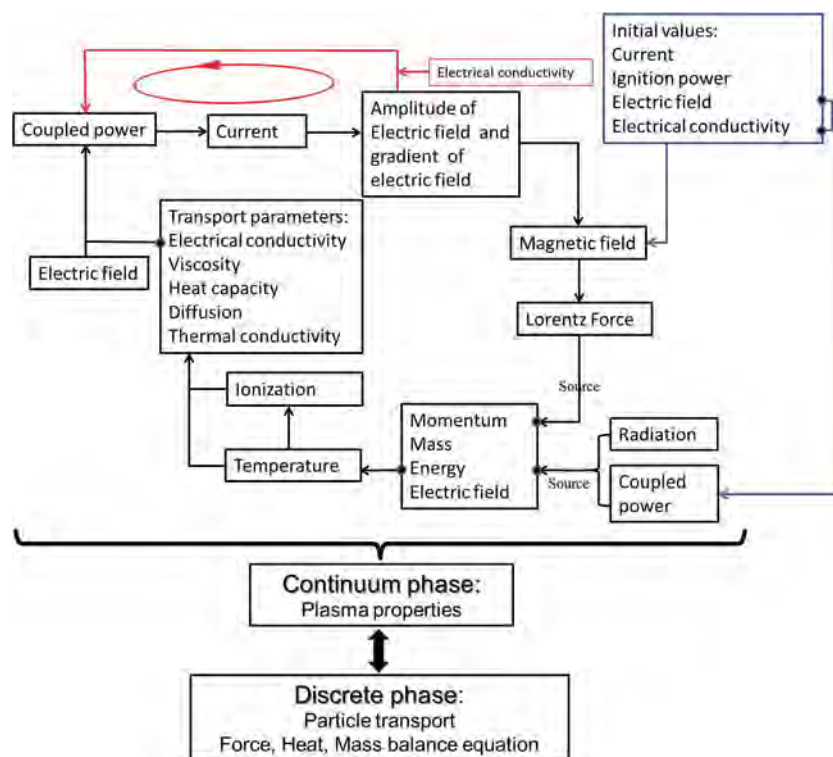 Initial values:
Current
Ignition power
Electric field
Electrical conductivity
Electrical conductivity
Coupled power
Current
Amplitude of
Electric field and
gradient of
electric field
Transport parameters:
Electrical conductivity
Viscosity
Heat capacity
Diffusion
Thermal conductivity
Electric field
Magnetic field
Lorentz Force
Source
Ionization
Temperature
Momentum
Mass
Energy
Electric field
Source
Radiation
Coupled
power
Continuum phase:
Plasma properties
Discrete phase:
Particle transport
Force, Heat, Mass balance equation